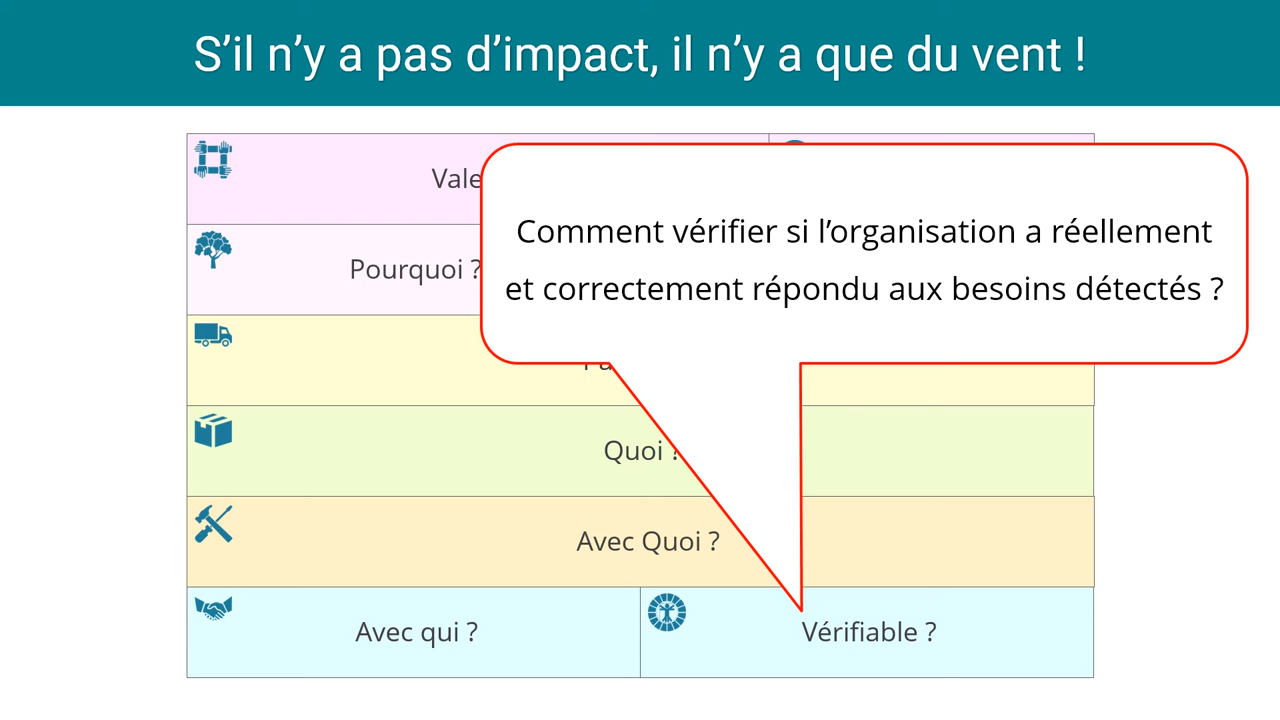 S’il n’y a pas d’impact, il n’y a que du vent !
Comment vérifier si l’organisation a réellement
et correctement répondu aux besoins détectés ?
Pourquoi ?
Quoi ?
Avec Quoi ?
Avec qui ?
Vérifiable ?